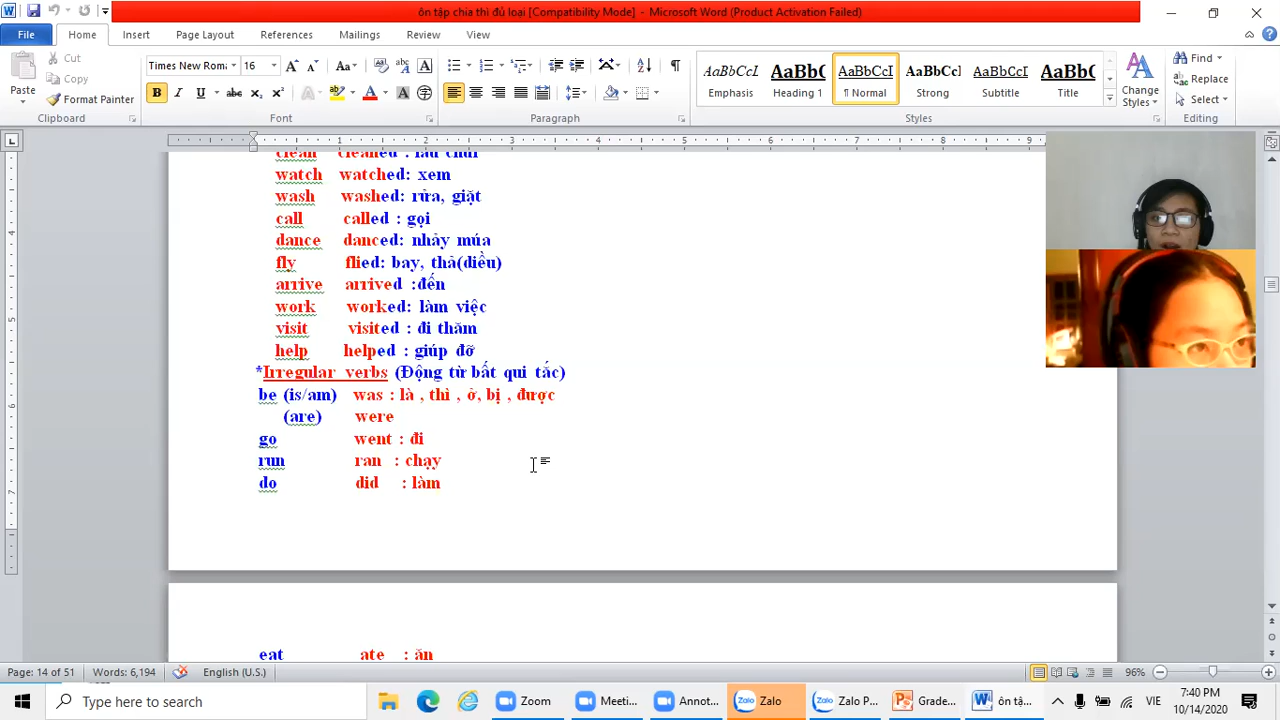 ôn tập chia thì đủ loại [Compatibility Mode] - Microsoft Word (Product Activation Failed)
File Home Insert Page Layout References Mailings Review View
Cut
Copy
Format Painter
Paste
Clipboard
Times New Roma 16
Font
Paragraph
AaBbCcI AaBbC AaBbCcI AaBbCcl AaBbCcI AaBbC
Emphasis Heading 1 ¶ Normal Strong Subtitle Title
Change Styles
Styles
Find
Replace
Select
Editing
clean cleaned : lau chùi
watch watched: xem
wash washed: rửa, giặt
call called : gọi
dance danced: nhảy múa
fly flied: bay, thả(diều)
arrive arrived :đến
work worked: làm việc
visit visited : đi thăm
help helped : giúp đỡ
*Irregular verbs (Động từ bất qui tắc)
be (is/am) was : là , thì , ở, bị , được
(are) were
go went : đi
run ran : chạy
do did : làm
eat ate : ăn
Page: 14 of 51 Words: 6,194 English (U.S.) 96%
Type here to search
Zoom Meeti... Annot... Zalo Zalo P... Grade... ôn tậ...
VIE
7:40 PM
10/14/2020